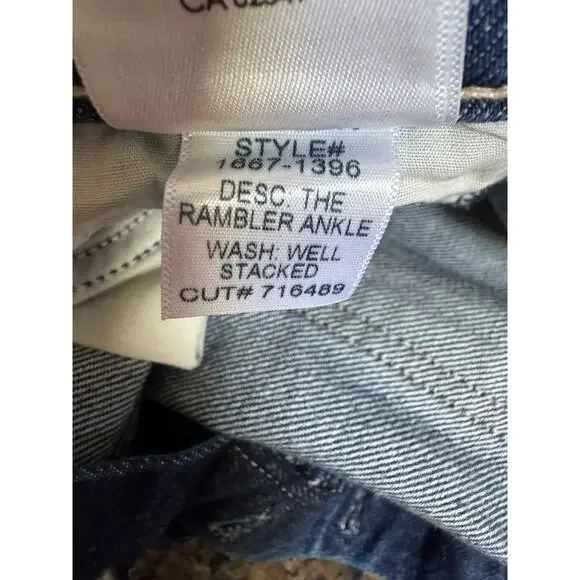 STYLE#
1667-1396
DESC: THE
RAMBLER ANKLE
WASH: WELL
STACKED
CUT# 716489